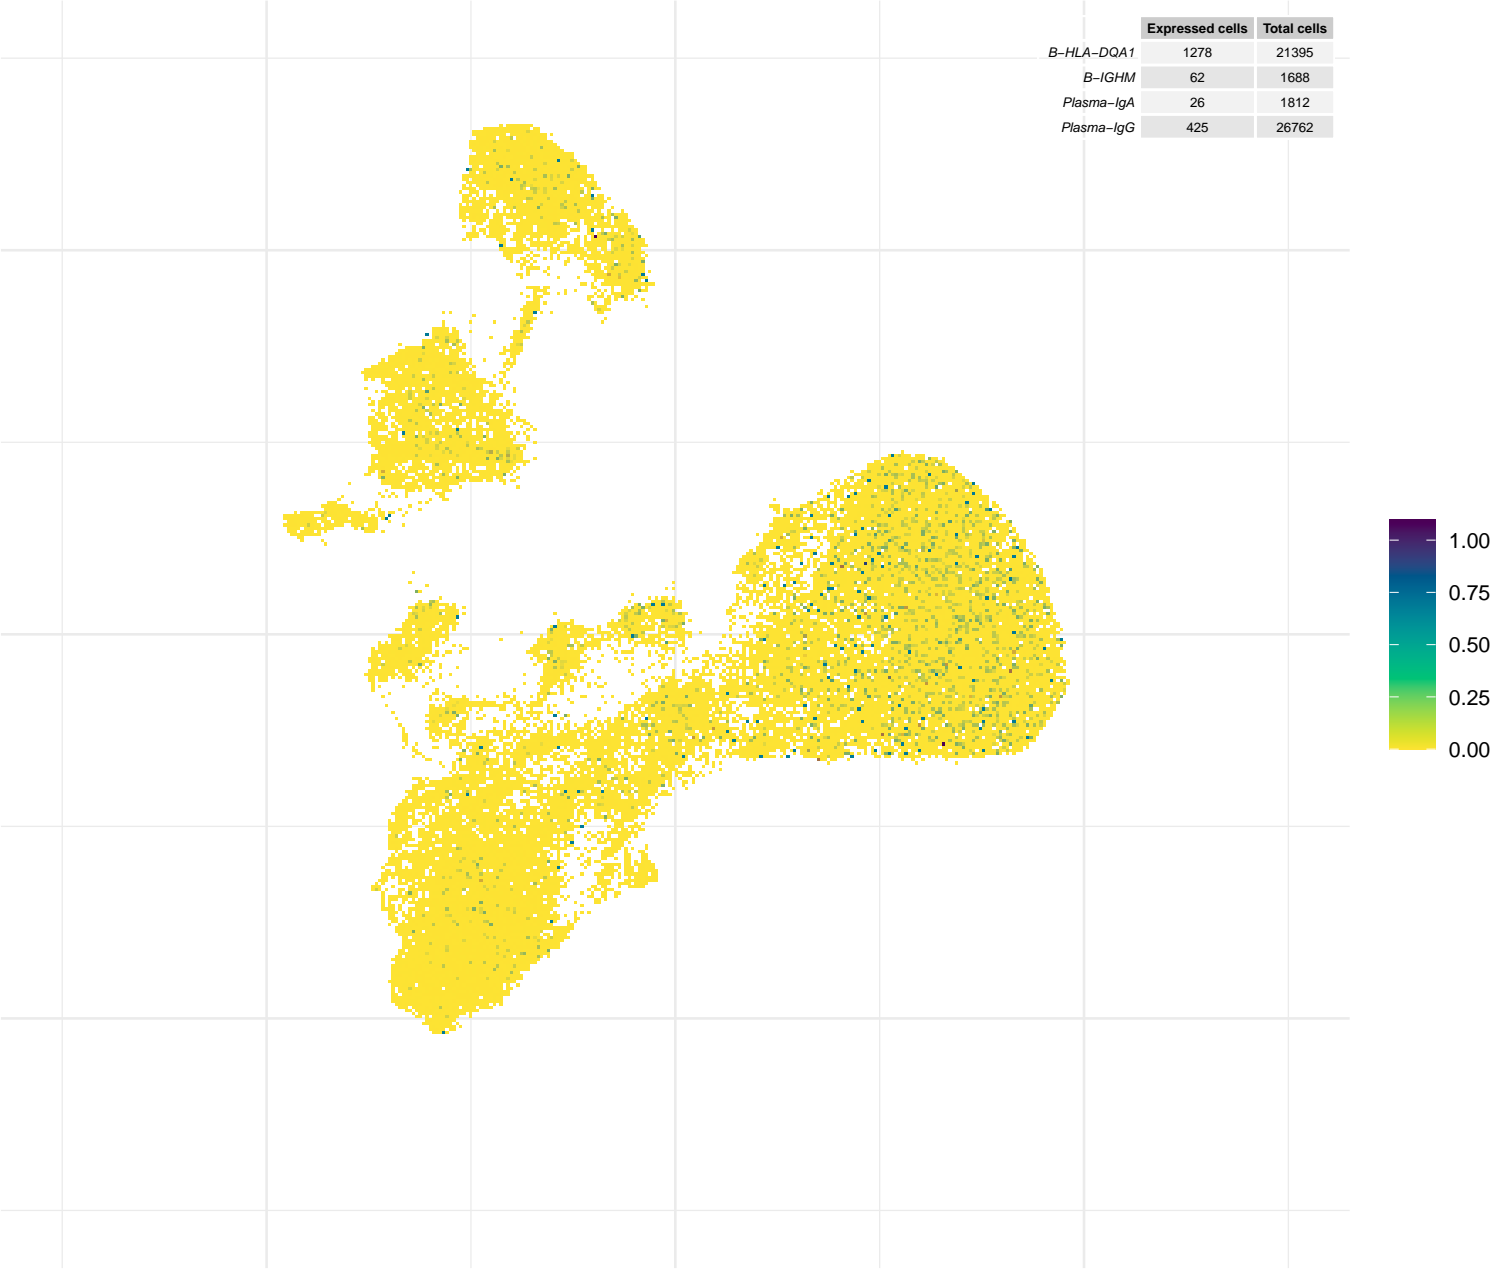 Expressed cells Total cells
B−HLA−DQA1 1278 21395
B−IGHM 62 1688
Plasma−IgA 26 1812
Plasma−IgG 425 26762
1.00
0.75
0.50
0.25
0.00